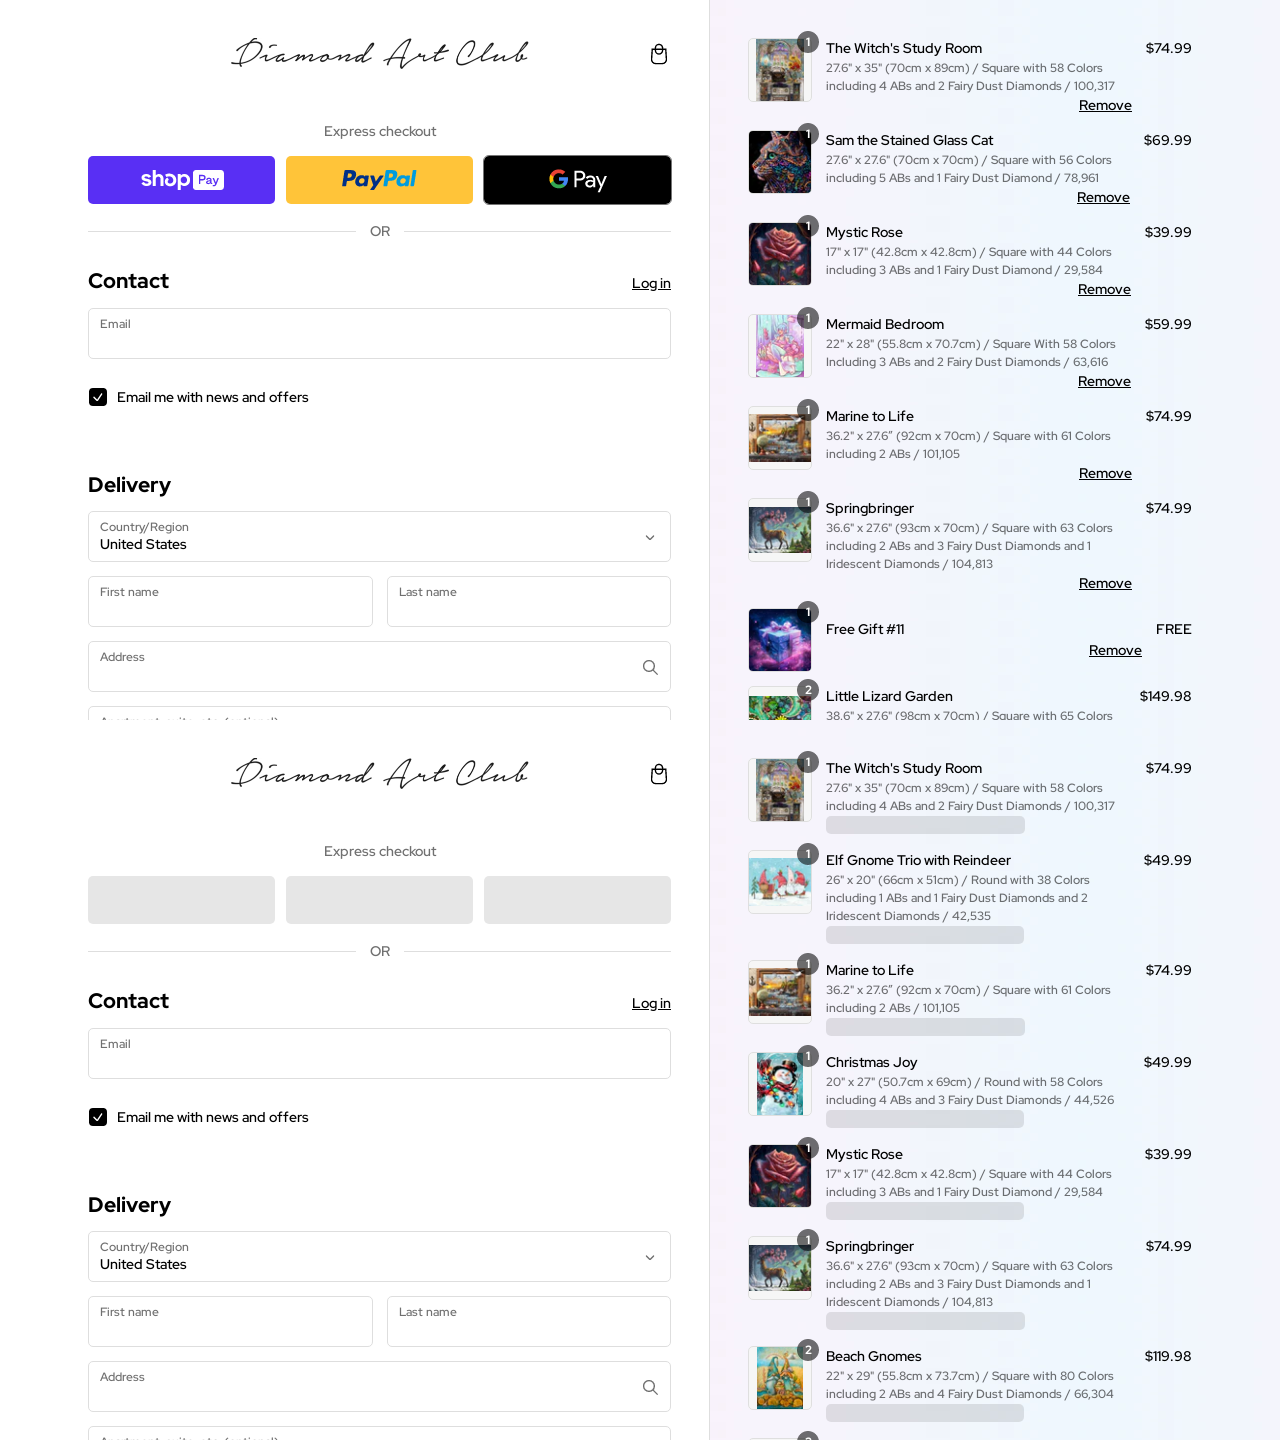 Diamond Art Club
Express checkout
shop Pay
PayPal
G Pay
OR
Contact
Log in
Email
Email me with news and offers
Delivery
Country/Region
United States
First name
Last name
Address
1
The Witch's Study Room
$74.99
27.6" x 35" (70cm x 89cm) / Square with 58 Colors
including 4 ABs and 2 Fairy Dust Diamonds / 100,317
Remove
1
Sam the Stained Glass Cat
$69.99
27.6" x 27.6" (70cm x 70cm) / Square with 56 Colors
including 5 ABs and 1 Fairy Dust Diamond / 78,961
Remove
1
Mystic Rose
$39.99
17" x 17" (42.8cm x 42.8cm) / Square with 44 Colors
including 3 ABs and 1 Fairy Dust Diamond / 29,584
Remove
1
Mermaid Bedroom
$59.99
22" x 28" (55.8cm x 70.7cm) / Square With 58 Colors
Including 3 ABs and 2 Fairy Dust Diamonds / 63,616
Remove
1
Marine to Life
$74.99
36.2" x 27.6″ (92cm x 70cm) / Square with 61 Colors
including 2 ABs / 101,105
Remove
1
Springbringer
$74.99
36.6" x 27.6" (93cm x 70cm) / Square with 63 Colors
including 2 ABs and 3 Fairy Dust Diamonds and 1
Iridescent Diamonds / 104,813
Remove
1
Free Gift #11
FREE
Remove
2
Little Lizard Garden
$149.98
38.6" x 27.6" (98cm x 70cm) / Square with 65 Colors
Diamond Art Club
Express checkout
OR
Contact
Log in
Email
Email me with news and offers
Delivery
Country/Region
United States
First name
Last name
Address
1
The Witch's Study Room
$74.99
27.6" x 35" (70cm x 89cm) / Square with 58 Colors
including 4 ABs and 2 Fairy Dust Diamonds / 100,317
1
Elf Gnome Trio with Reindeer
$49.99
26" x 20" (66cm x 51cm) / Round with 38 Colors
including 1 ABs and 1 Fairy Dust Diamonds and 2
Iridescent Diamonds / 42,535
1
Marine to Life
$74.99
36.2" x 27.6″ (92cm x 70cm) / Square with 61 Colors
including 2 ABs / 101,105
1
Christmas Joy
$49.99
20" x 27" (50.7cm x 69cm) / Round with 58 Colors
including 4 ABs and 3 Fairy Dust Diamonds / 44,526
1
Mystic Rose
$39.99
17" x 17" (42.8cm x 42.8cm) / Square with 44 Colors
including 3 ABs and 1 Fairy Dust Diamond / 29,584
1
Springbringer
$74.99
36.6" x 27.6" (93cm x 70cm) / Square with 63 Colors
including 2 ABs and 3 Fairy Dust Diamonds and 1
Iridescent Diamonds / 104,813
2
Beach Gnomes
$119.98
22" x 29" (55.8cm x 73.7cm) / Square with 80 Colors
including 2 ABs and 4 Fairy Dust Diamonds / 66,304